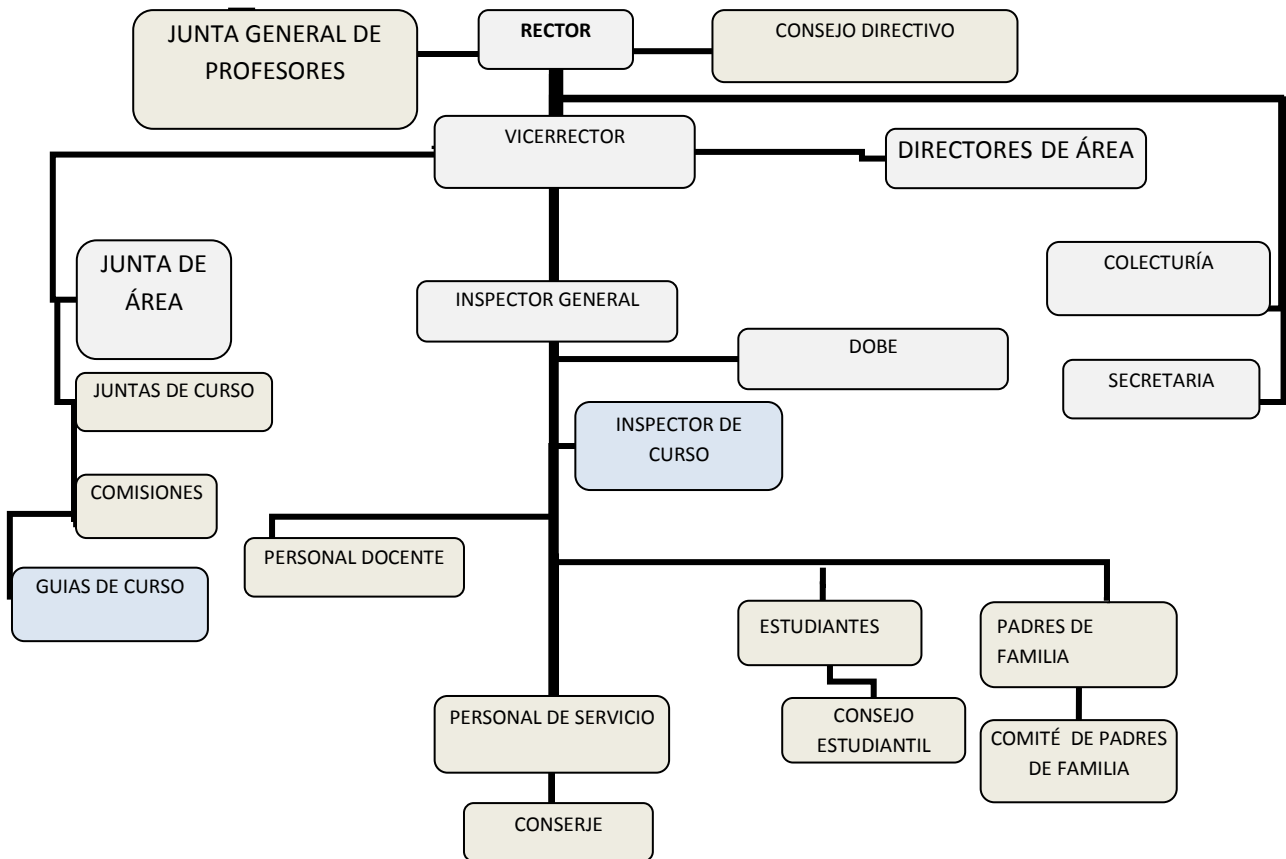 JUNTA GENERAL DE
PROFESORES
RECTOR
CONSEJO DIRECTIVO
VICERRECTOR
DIRECTORES DE ÁREA
JUNTA DE
ÁREA
INSPECTOR GENERAL
COLECTURÍA
DOBE
SECRETARIA
JUNTAS DE CURSO
INSPECTOR DE
CURSO
COMISIONES
PERSONAL DOCENTE
GUIAS DE CURSO
ESTUDIANTES
PADRES DE
FAMILIA
PERSONAL DE SERVICIO
CONSEJO
ESTUDIANTIL
COMITÉ DE PADRES
DE FAMILIA
CONSERJE